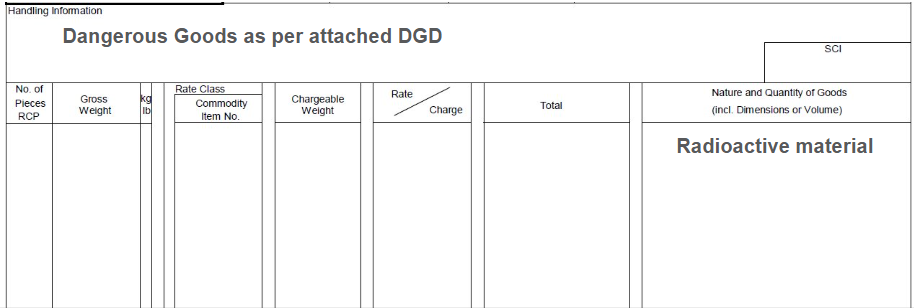 Handling Information
Dangerous Goods as per attached DGD
SCI
No. of
Pieces
RCP
Gross
Weight
kg
lb
Rate Class
Commodity
Item No.
Chargeable
Weight
Rate
Charge
Total
Nature and Quantity of Goods
(incl. Dimensions or Volume)
Radioactive material